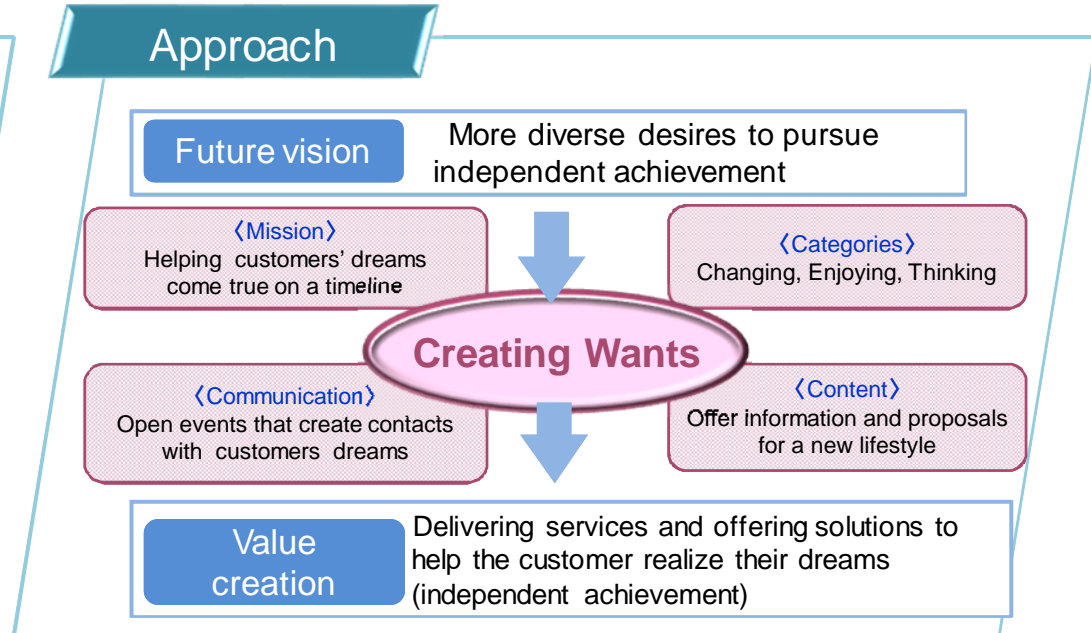 Approach
Future vision
More diverse desires to pursue
independent achievement
〈Mission〉
Helping customers’ dreams
come true on a timeline
〈Categories〉
Changing, Enjoying, Thinking
Creating Wants
〈Communication〉
Open events that create contacts
with customers dreams
〈Content〉
Offer information and proposals
for a new lifestyle
Value
creation
Delivering services and offering solutions to
help the customer realize their dreams
(independent achievement)